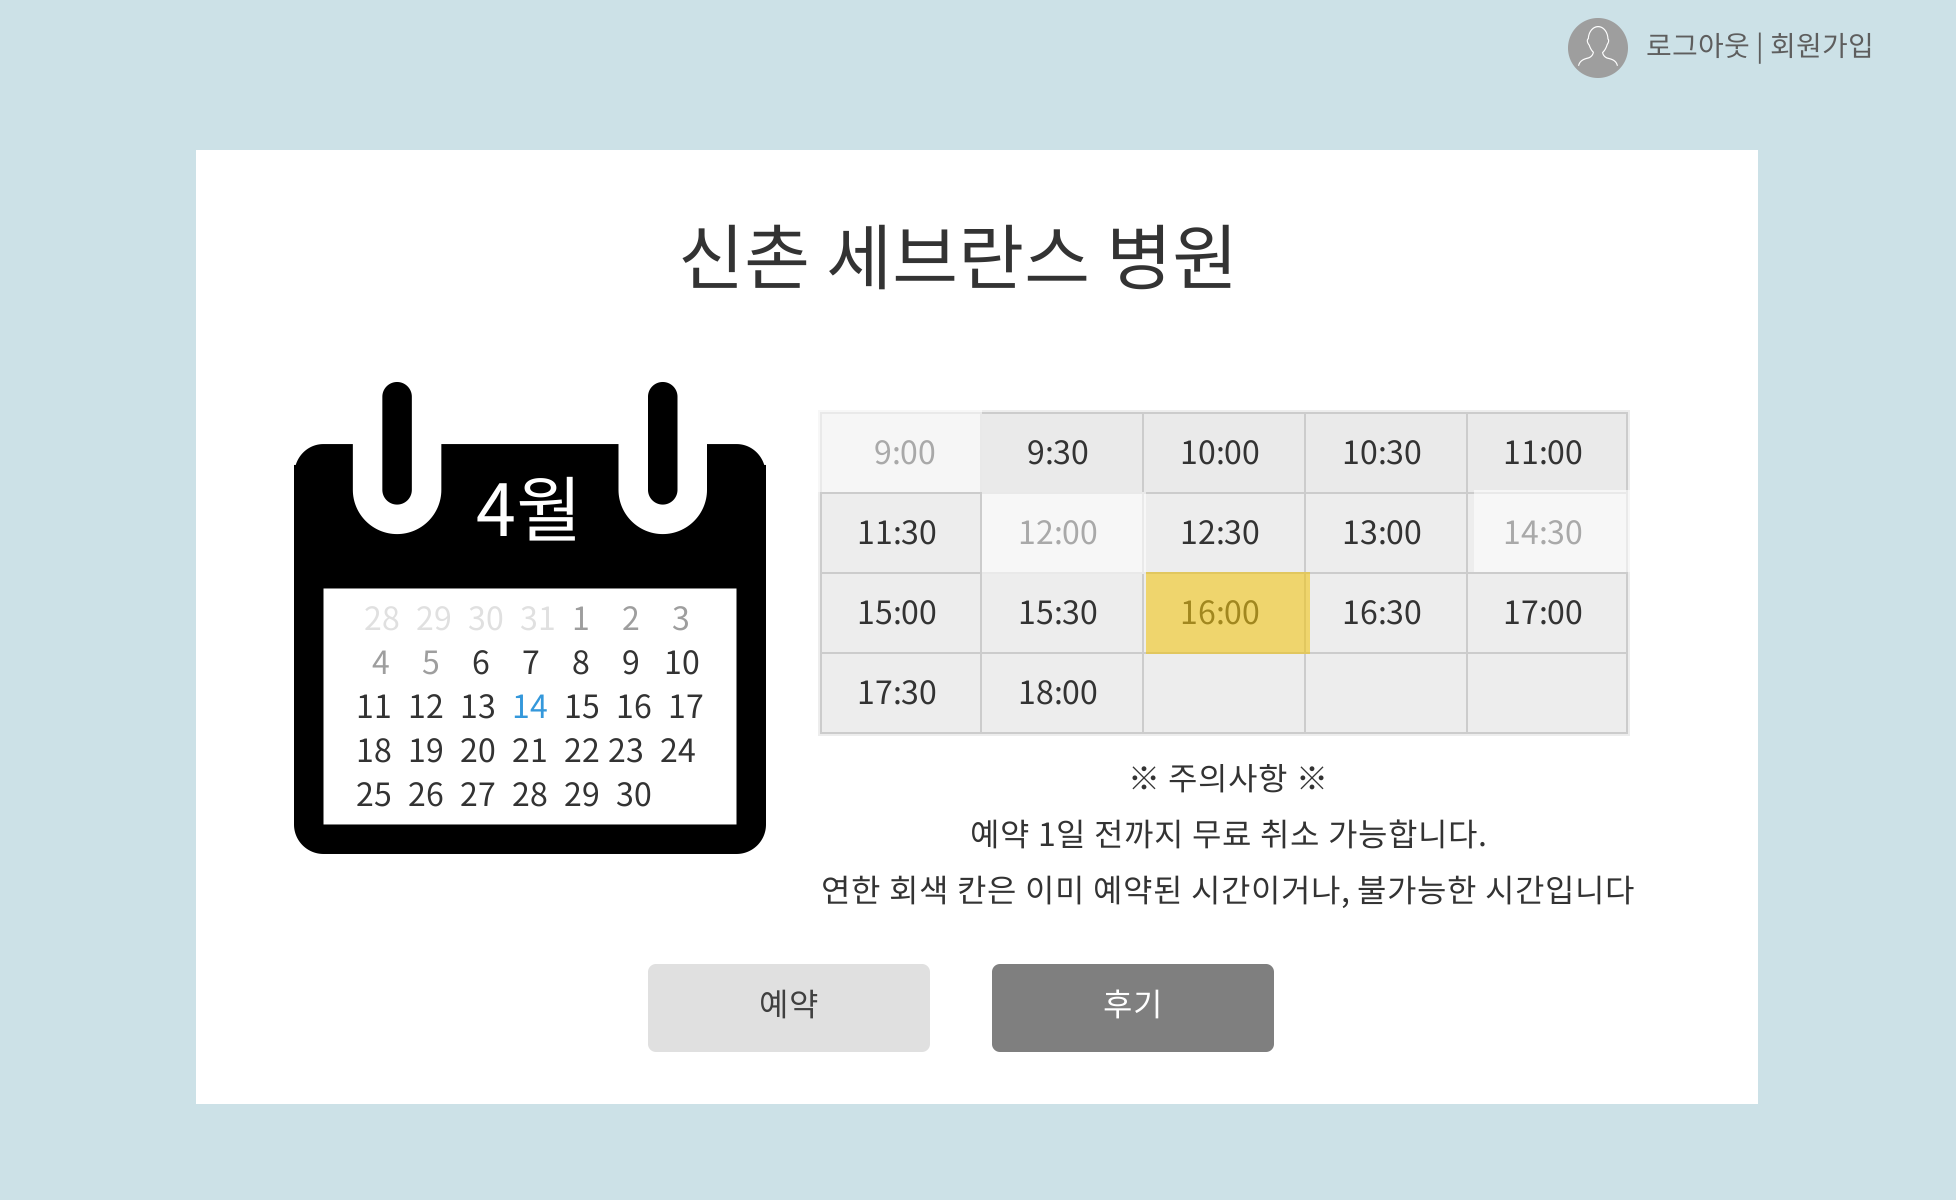 로그아웃 | 회원가입
신촌 세브란스 병원
4월
28 29 30 31 1 2 3
4 5 6 7 8 9 10
11 12 13 14 15 16 17
18 19 20 21 22 23 24
25 26 27 28 29 30
9:00 9:30 10:00 10:30 11:00
11:30 12:00 12:30 13:00 14:30
15:00 15:30 16:00 16:30 17:00
17:30 18:00
※ 주의사항 ※
예약 1일 전까지 무료 취소 가능합니다.
연한 회색 칸은 이미 예약된 시간이거나, 불가능한 시간입니다
예약 후기